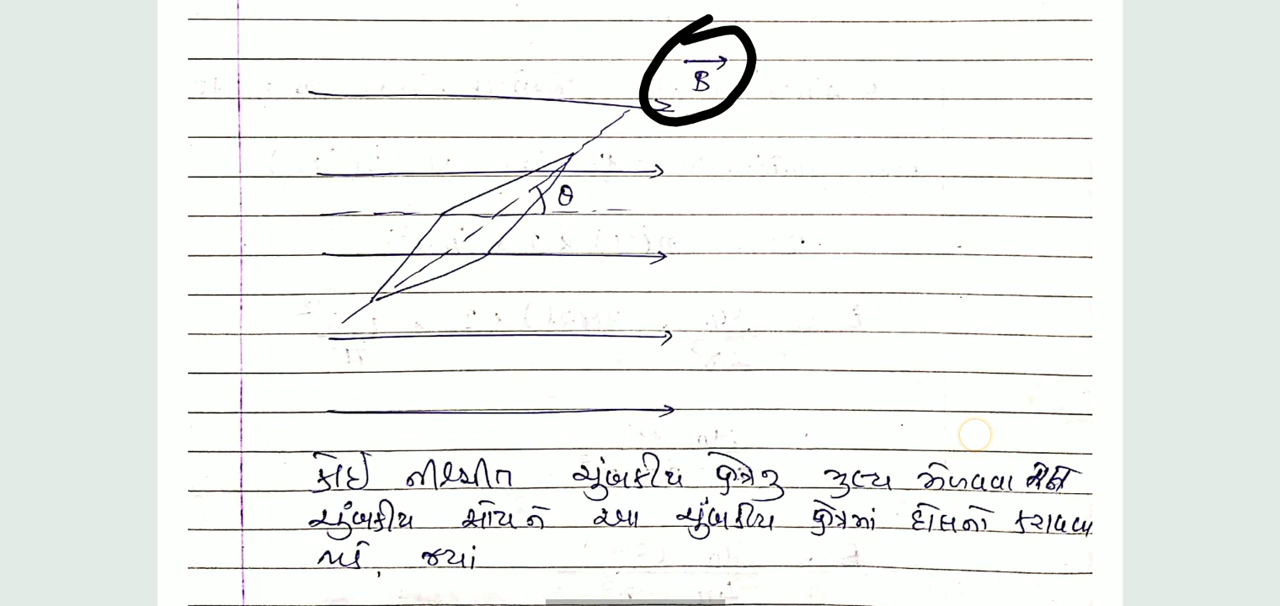 B
θ
કોઈ નીશ્ચીત ચુંબકીય ક્ષેત્રનુ મુલ્ય મેળવવા
ચુંબકીય સોયને આ ચુંબકીય ક્ષેત્રમાં દોલનો કરાવવા
માં, જ્યાં